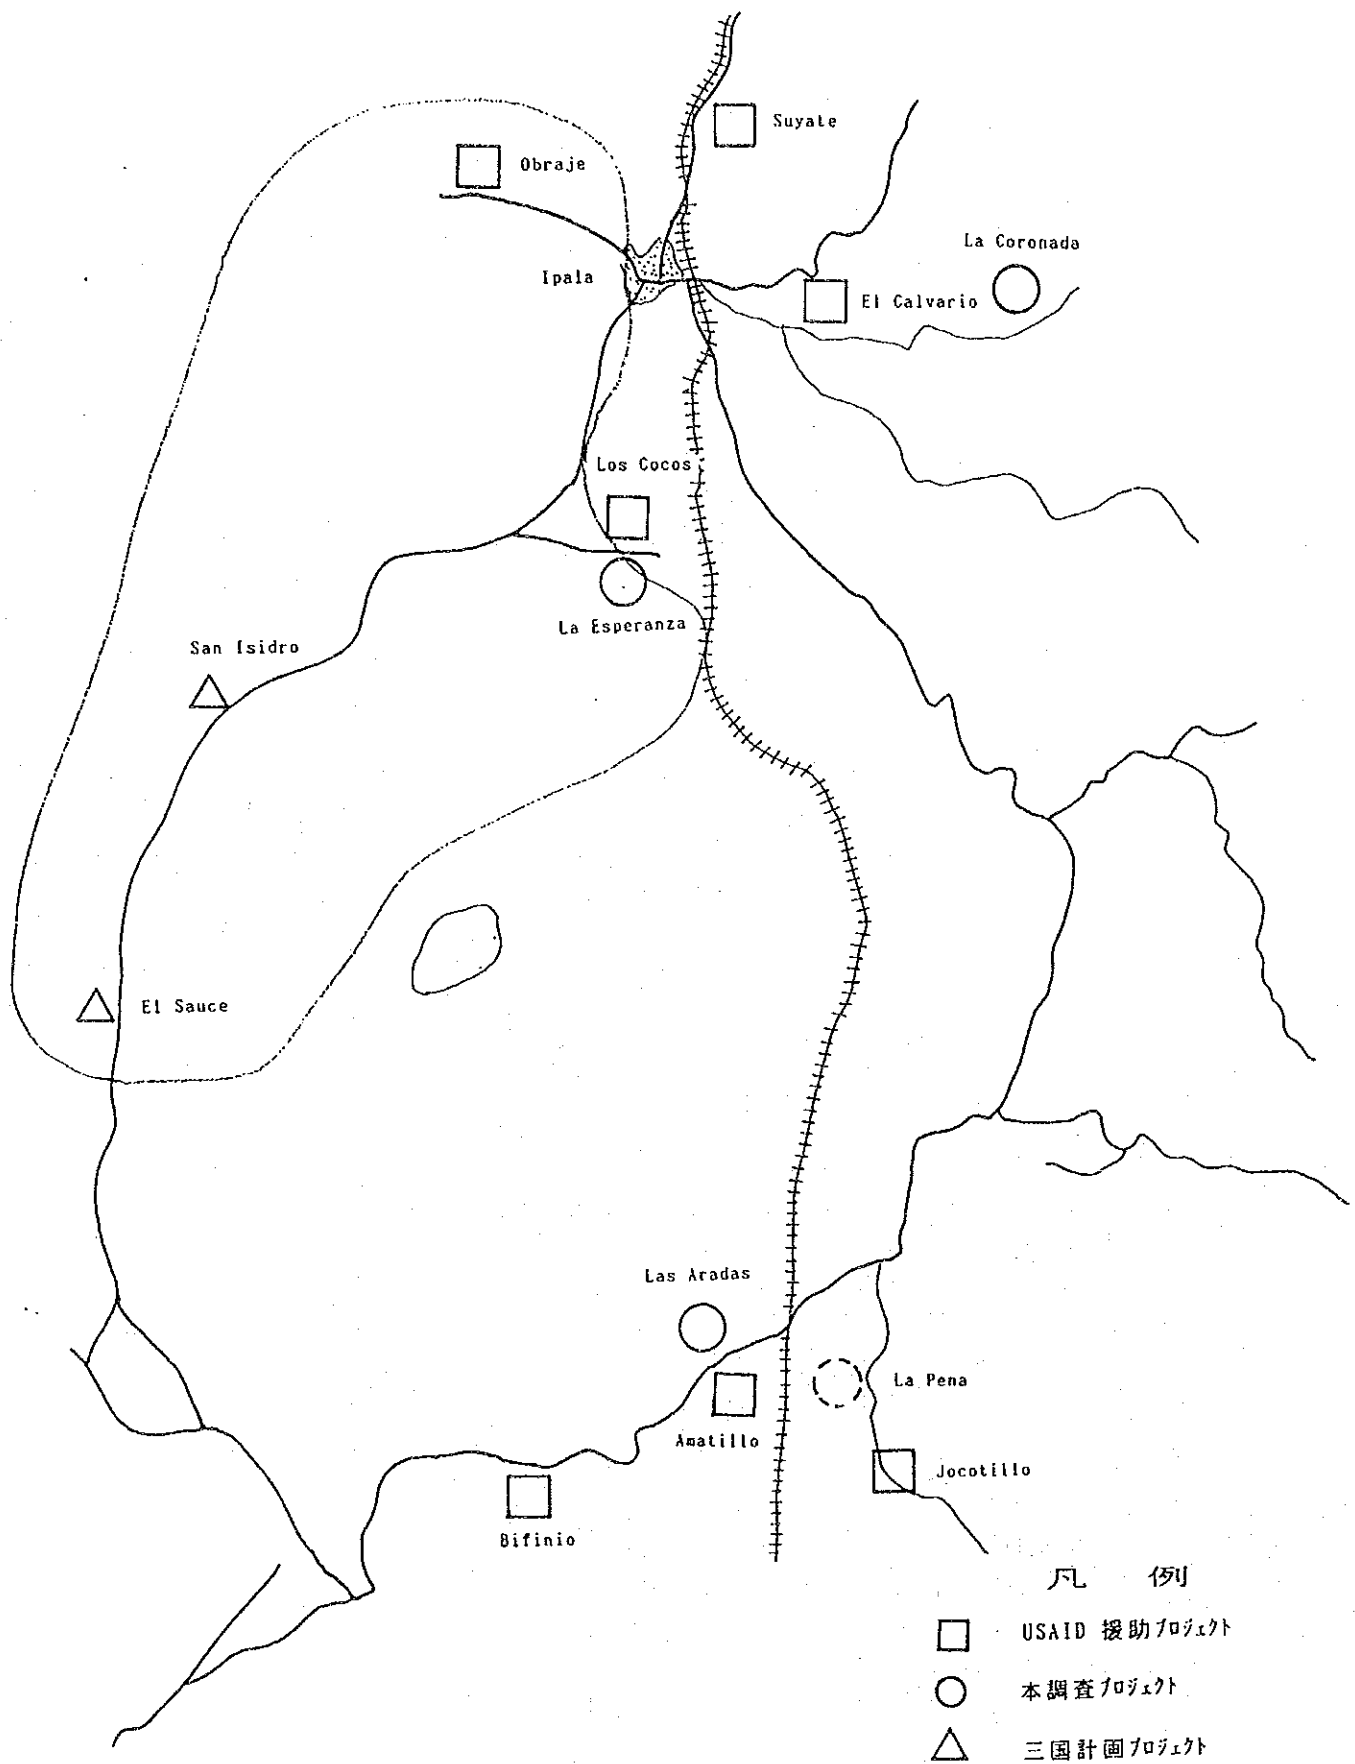 Suyate
Obraje
La Coronada
Ipala
El Calvario
Los Cocos
La Esperanza
San Isidro
El Sauce
Las Aradas
La Pena
Amatillo
Jocotillo
Bifinio
凡 例
USAID 援助プロジェクト
本調査プロジェクト
三国計画プロジェクト